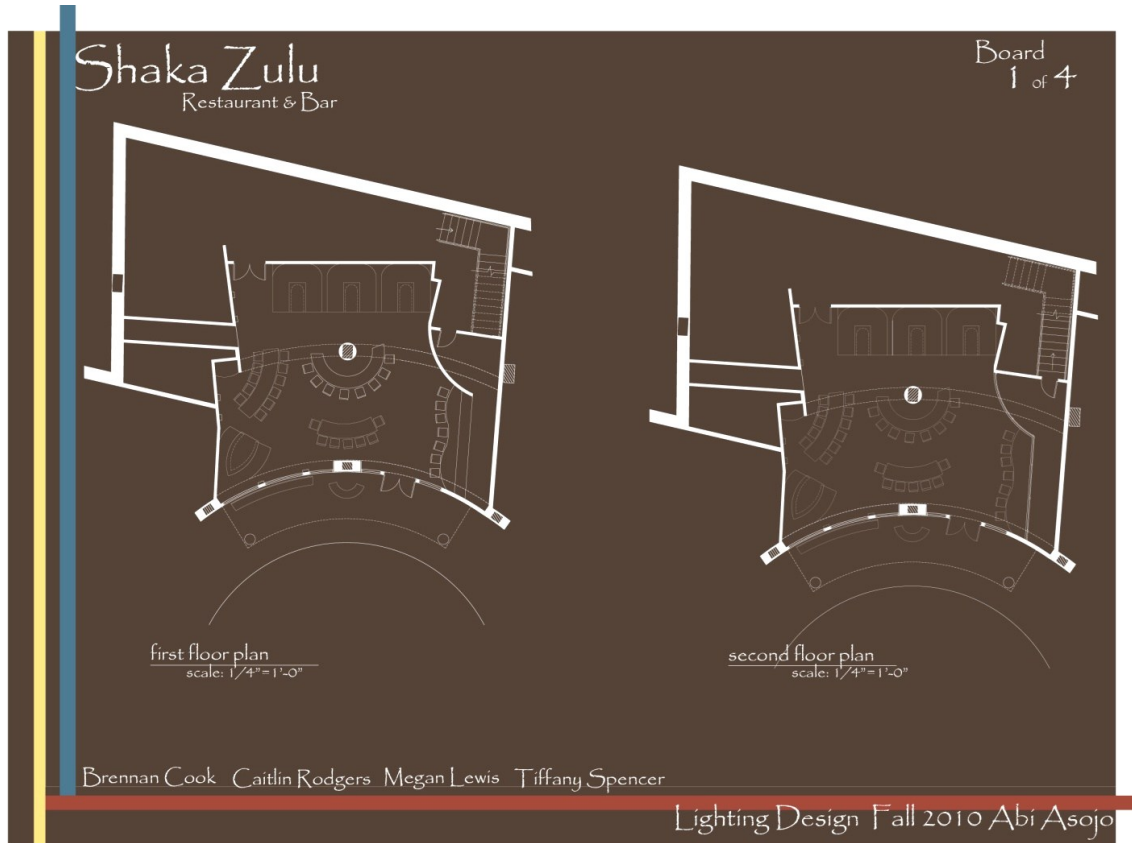 Shaka Zulu
Restaurant & Bar
Board
1 of 4
first floor plan
scale: 1/4"=1'-0"
second floor plan
scale: 1/4"=1'-0"
Brennan Cook Caitlin Rodgers Megan Lewis Tiffany Spencer
Lighting Design Fall 2010 Abi Asojo